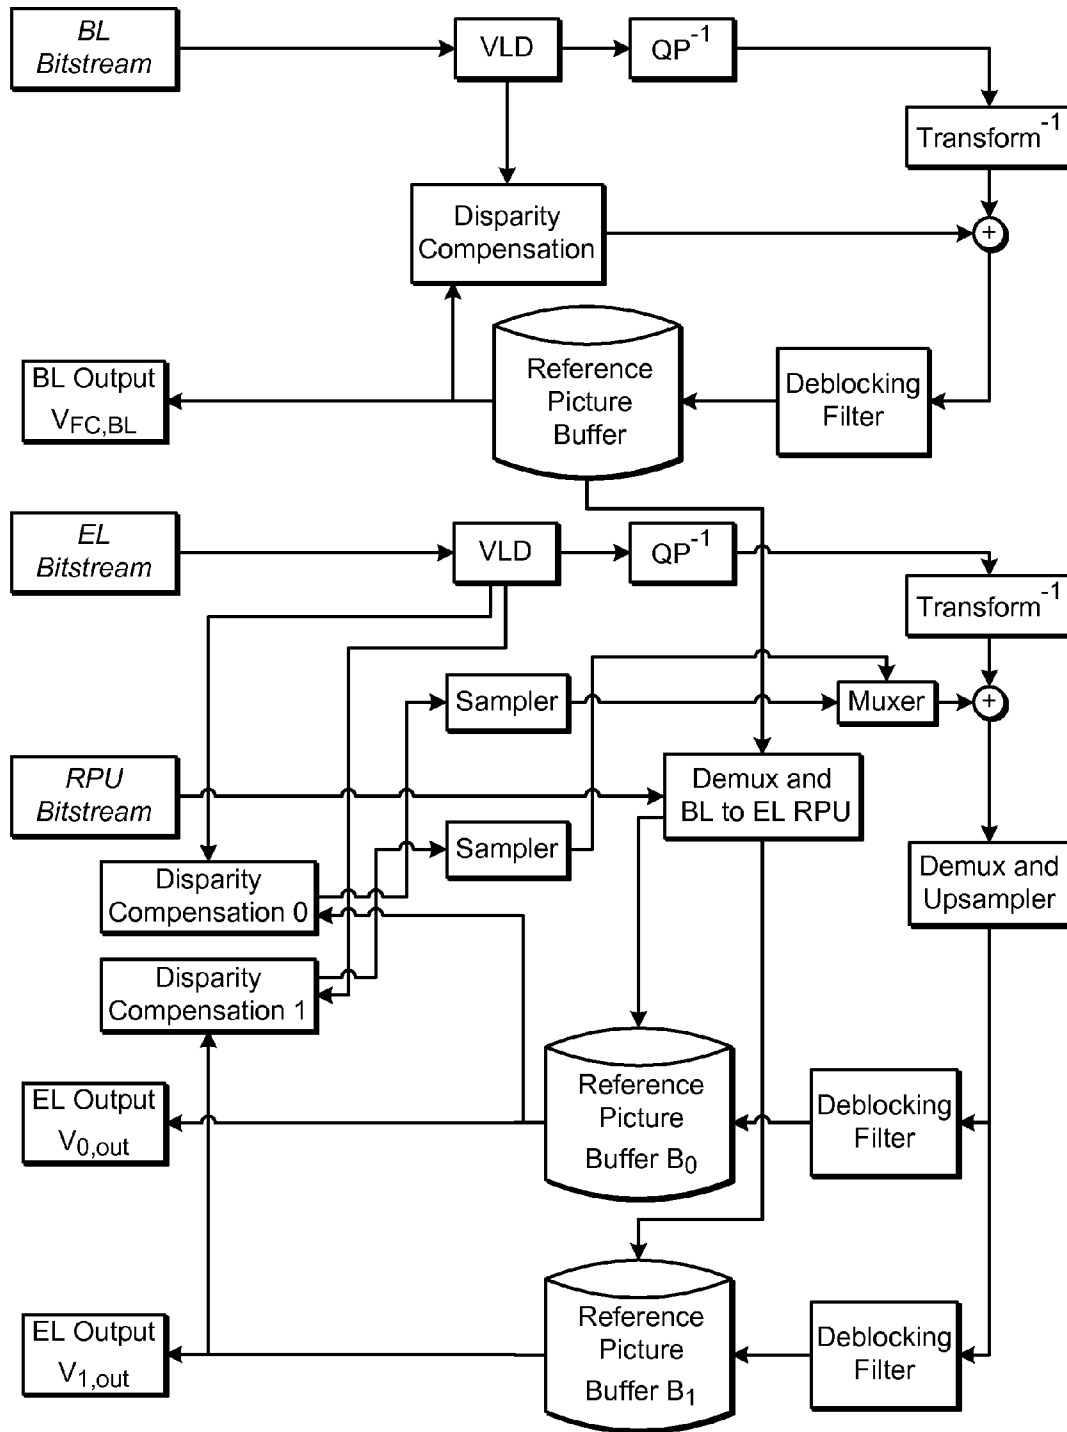 BL
Bitstream
VLD
QP-1
Transform-1
Disparity
Compensation
+
BL Output
VFC,BL
Reference
Picture
Buffer
Deblocking
Filter
EL
Bitstream
VLD
QP-1
Transform-1
Sampler
Muxer
+
RPU
Bitstream
Demux and
BL to EL RPU
Sampler
Demux and
Upsampler
Disparity
Compensation 0
Disparity
Compensation 1
EL Output
V0,out
Reference
Picture
Buffer B0
Deblocking
Filter
EL Output
V1,out
Reference
Picture
Buffer B1
Deblocking
Filter